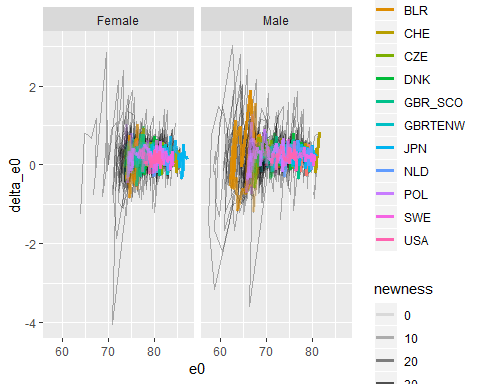 Female Male
delta_e0
2
0
-2
-4
60 70 80 60 70 80
e0
BLR
CHE
CZE
DNK
GBR_SCO
GBRTENW
JPN
NLD
POL
SWE
USA
newness
0
10
20
30